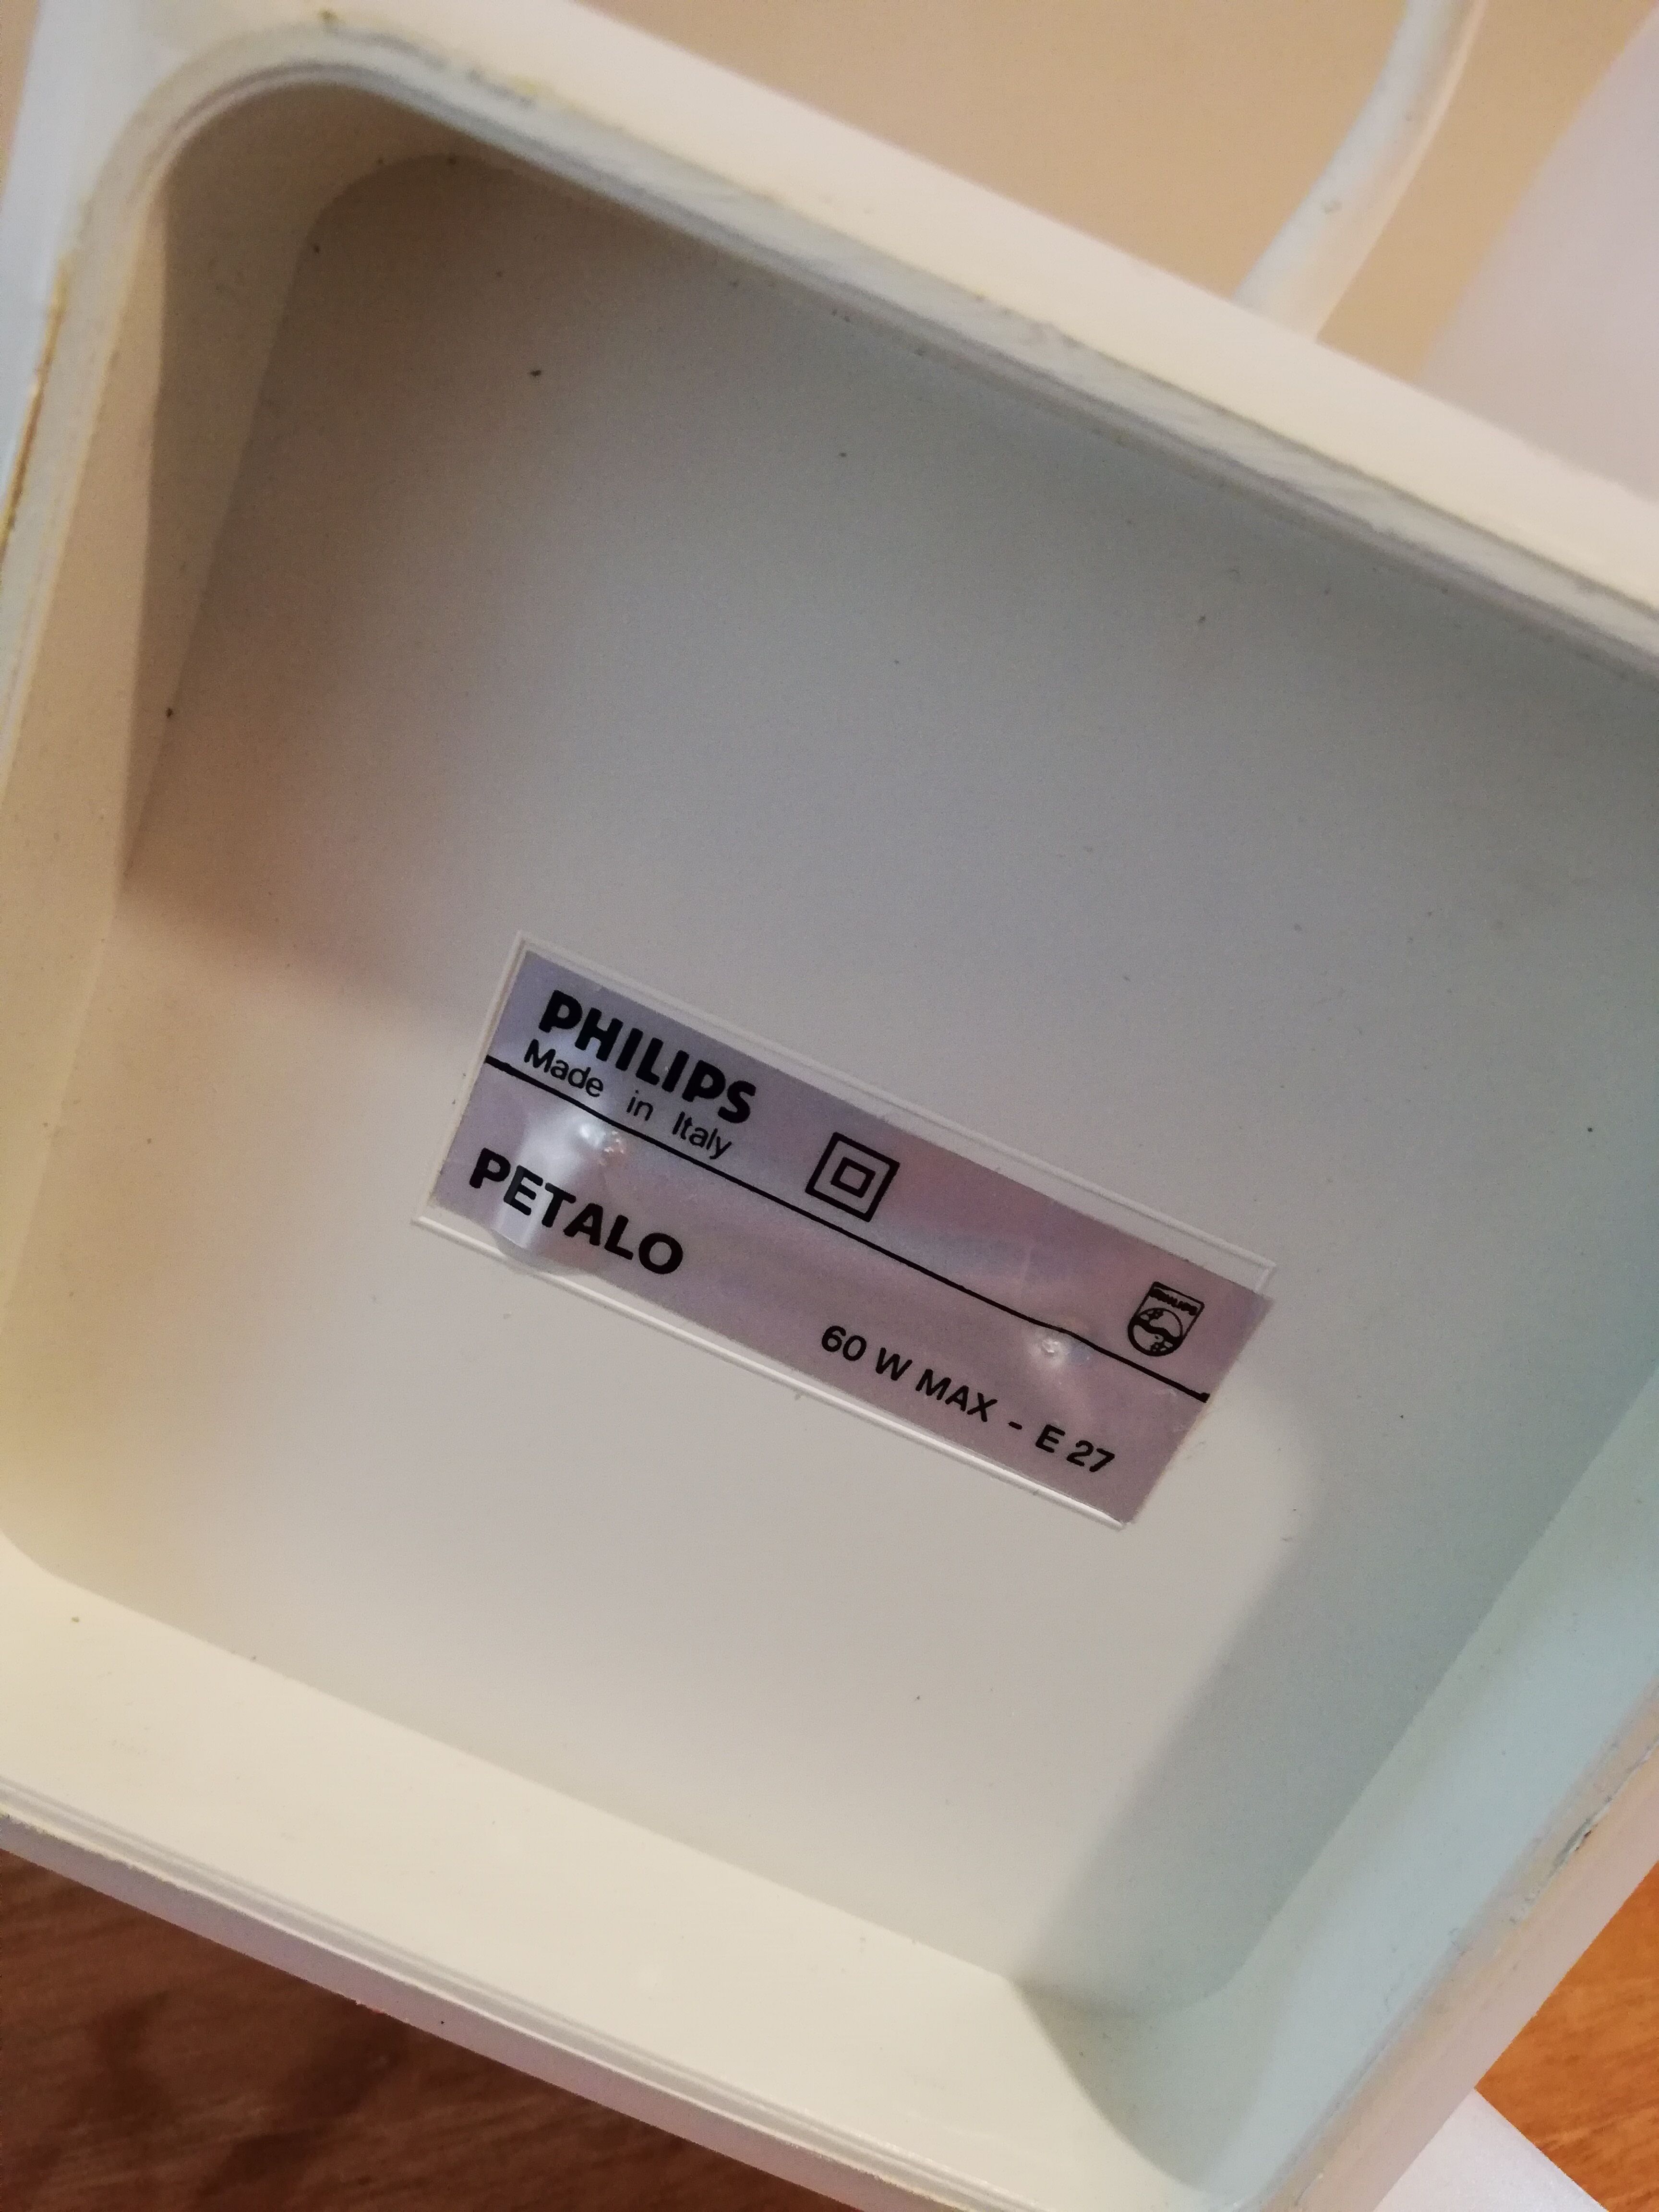 PHILIPS
Made in Italy
PETALO
60 W MAX - E 27